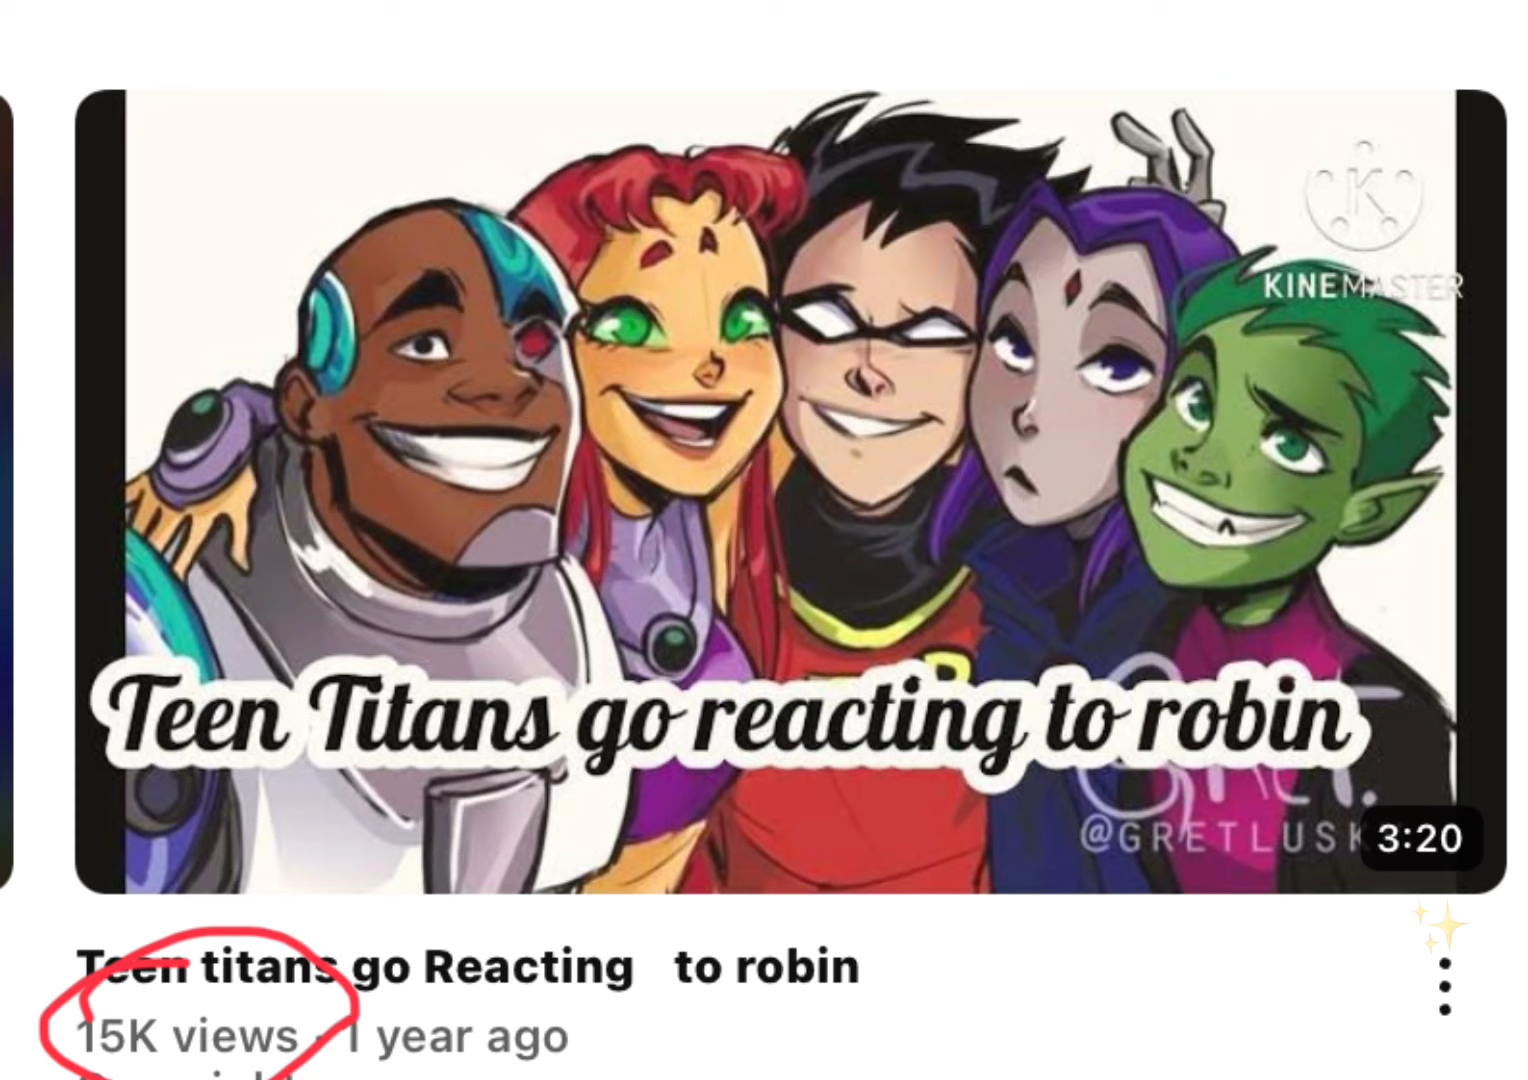 K
KINEMASTER
Teen Titans go reacting to robin
@GRETLUSK
3:20
Teen titans go Reacting to robin
15K views · 1 year ago